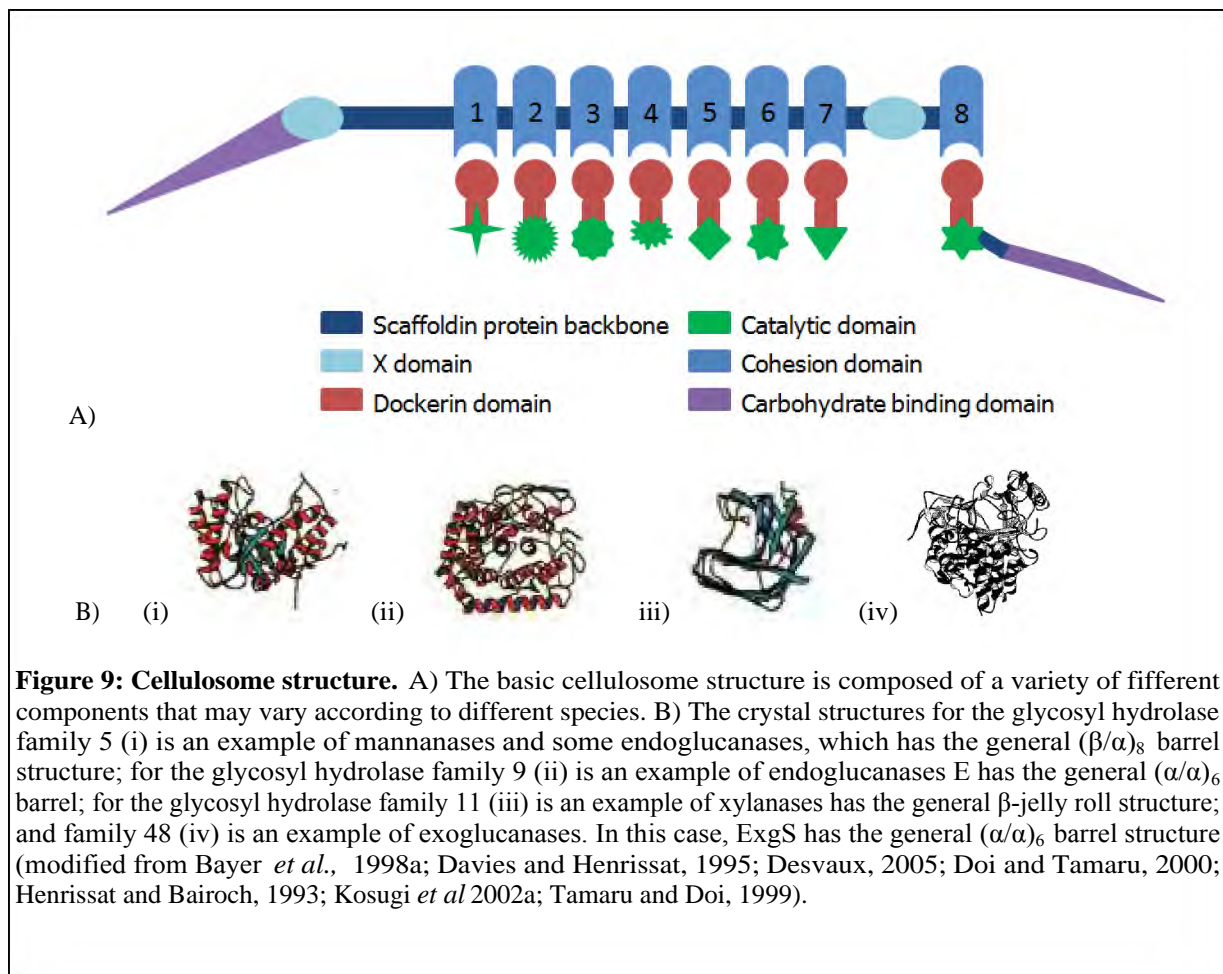 1 2 3 4 5 6 7 8
Scaffoldin protein backbone
X domain
Dockerin domain
Catalytic domain
Cohesion domain
Carbohydrate binding domain
A)
B) (i) (ii) iii) (iv)
Figure 9: Cellulosome structure. A) The basic cellulosome structure is composed of a variety of fifferent
components that may vary according to different species. B) The crystal structures for the glycosyl hydrolase
family 5 (i) is an example of mannanases and some endoglucanases, which has the general (β/α)₈ barrel
structure; for the glycosyl hydrolase family 9 (ii) is an example of endoglucanases E has the general (α/α)₆
barrel; for the glycosyl hydrolase family 11 (iii) is an example of xylanases has the general β-jelly roll structure;
and family 48 (iv) is an example of exoglucanases. In this case, ExgS has the general (α/α)₆ barrel structure
(modified from Bayer et al., 1998a; Davies and Henrissat, 1995; Desvaux, 2005; Doi and Tamaru, 2000;
Henrissat and Bairoch, 1993; Kosugi et al 2002a; Tamaru and Doi, 1999).